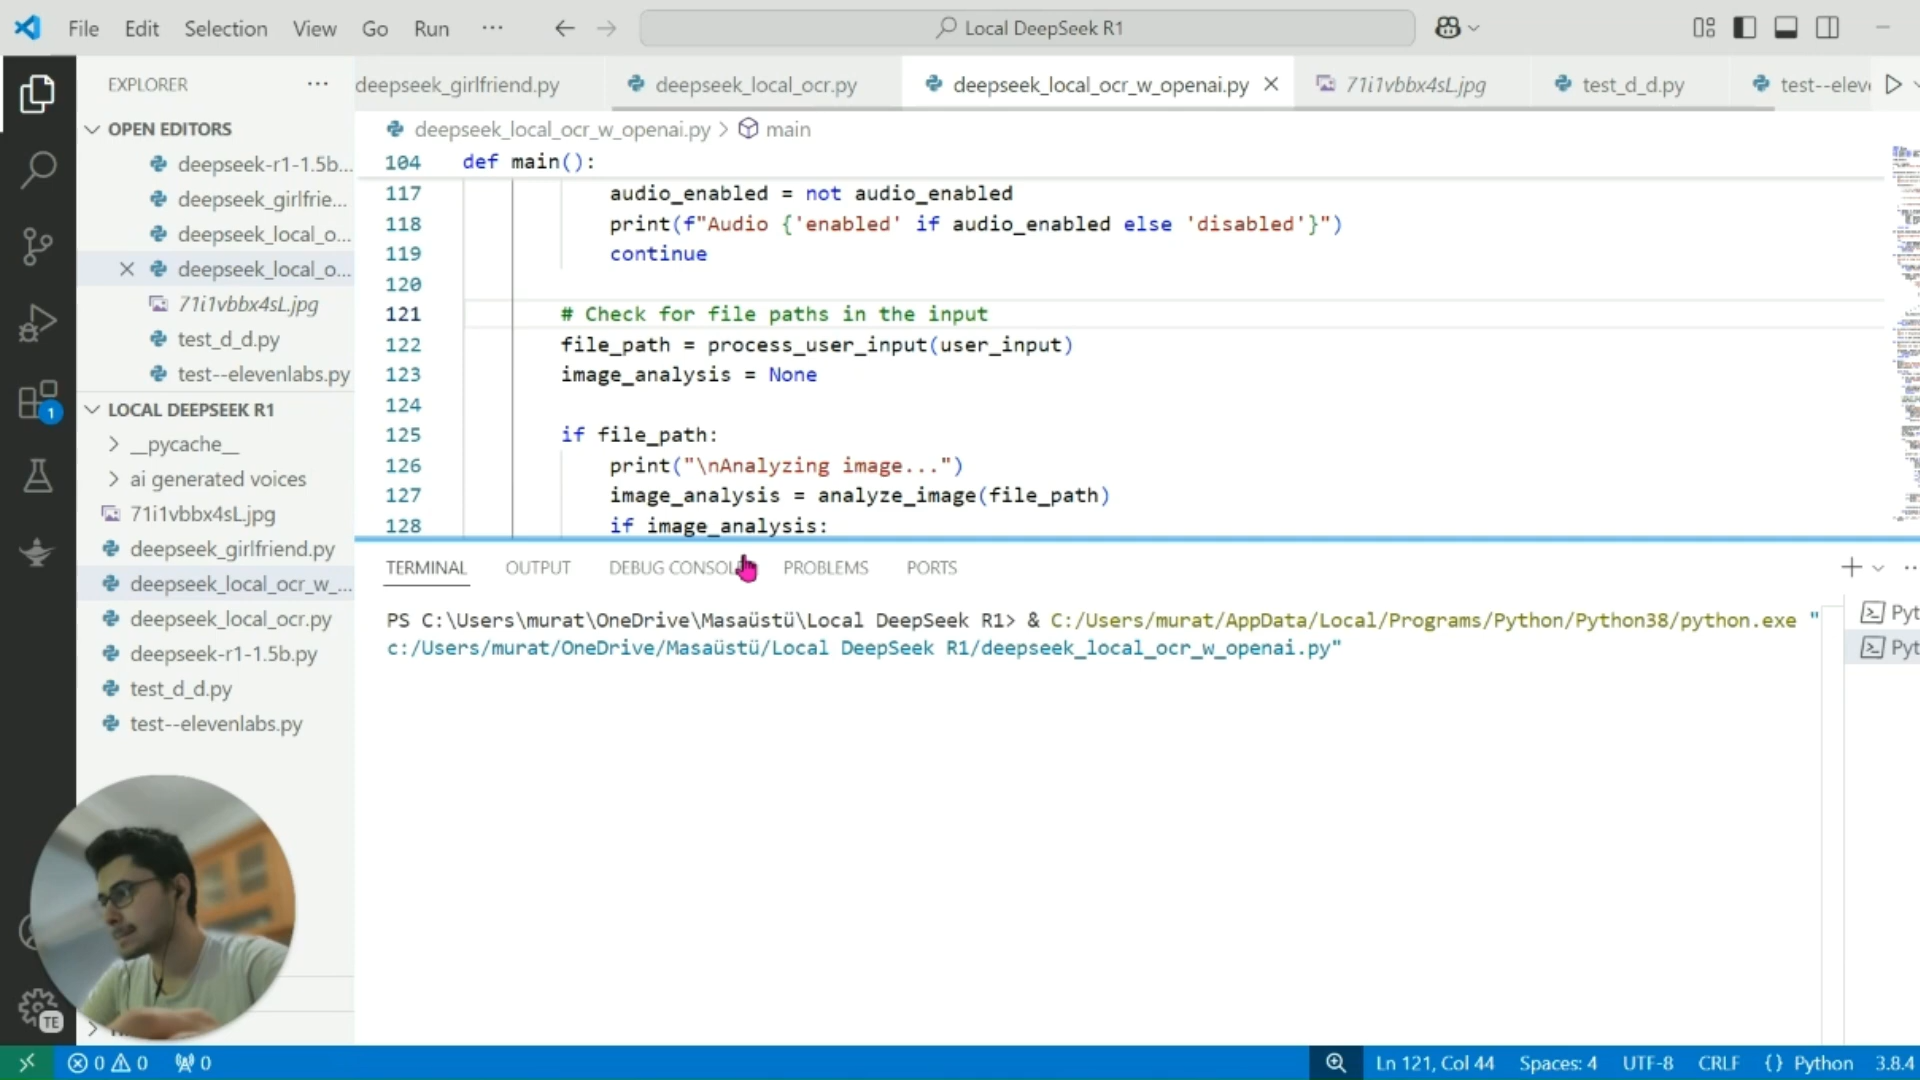 File Edit Selection View Go Run ···
Local DeepSeek R1
EXPLORER ···
deepseek_girlfriend.py
deepseek_local_ocr.py
deepseek_local_ocr_w_openai.py
71i1vbbx4sL.jpg
test_d_d.py
test--elev
OPEN EDITORS
deepseek-r1-1.5b...
deepseek_girlfrie...
deepseek_local_o...
deepseek_local_o...
71i1vbbx4sL.jpg
test_d_d.py
test--elevenlabs.py
LOCAL DEEPSEEK R1
__pycache__
ai generated voices
71i1vbbx4sL.jpg
deepseek_girlfriend.py
deepseek_local_ocr_w_...
deepseek_local_ocr.py
deepseek-r1-1.5b.py
test_d_d.py
test--elevenlabs.py
1
TE
deepseek_local_ocr_w_openai.py > main
104 def main():
117 audio_enabled = not audio_enabled
118 print(f"Audio {'enabled' if audio_enabled else 'disabled'}")
119 continue
120
121 # Check for file paths in the input
122 file_path = process_user_input(user_input)
123 image_analysis = None
124
125 if file_path:
126 print("\nAnalyzing image...")
127 image_analysis = analyze_image(file_path)
128 if image_analysis:
TERMINAL OUTPUT DEBUG CONSOL PROBLEMS PORTS
PS C:\Users\murat\OneDrive\Masaüstü\Local DeepSeek R1> & C:/Users/murat/AppData/Local/Programs/Python/Python38/python.exe "
c:/Users/murat/OneDrive/Masaüstü/Local DeepSeek R1/deepseek_local_ocr_w_openai.py"
Pyt
Pyt
0 0 0
Ln 121, Col 44 Spaces: 4 UTF-8 CRLF {} Python 3.8.4